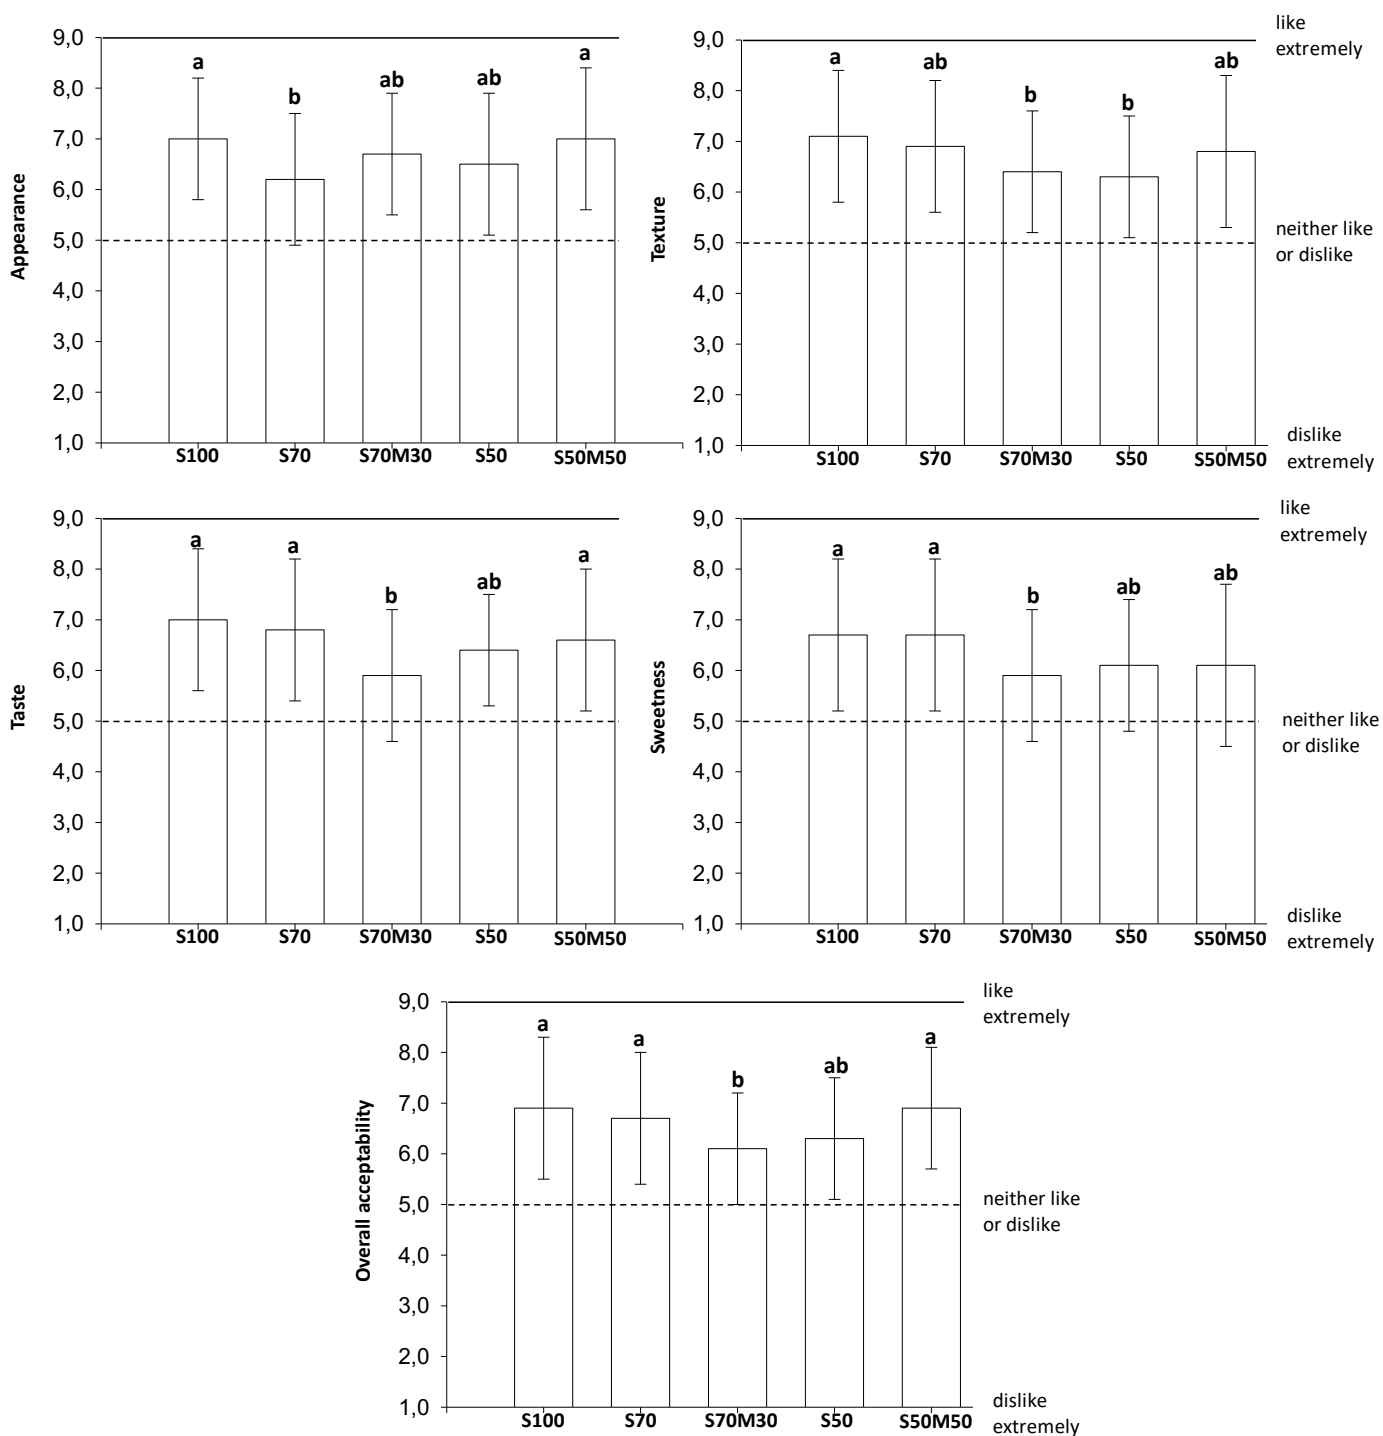 like
extremely
9,0
8,0
7,0
6,0
5,0
4,0
3,0
2,0
1,0
Appearance
a
b
ab
ab
a
S100
S70
S70M30
S50
S50M50
9,0
8,0
7,0
6,0
5,0
4,0
3,0
2,0
1,0
Texture
a
ab
b
b
ab
S100
S70
S70M30
S50
S50M50
neither like
or dislike
dislike
extremely
9,0
8,0
7,0
6,0
5,0
4,0
3,0
2,0
1,0
Taste
a
a
b
ab
a
S100
S70
S70M30
S50
S50M50
like
extremely
9,0
8,0
7,0
6,0
5,0
4,0
3,0
2,0
1,0
Sweetness
a
a
b
ab
ab
S100
S70
S70M30
S50
S50M50
neither like
or dislike
dislike
extremely
like
extremely
9,0
8,0
7,0
6,0
5,0
4,0
3,0
2,0
1,0
Overall acceptability
a
a
b
ab
a
S100
S70
S70M30
S50
S50M50
neither like
or dislike
dislike
extremely